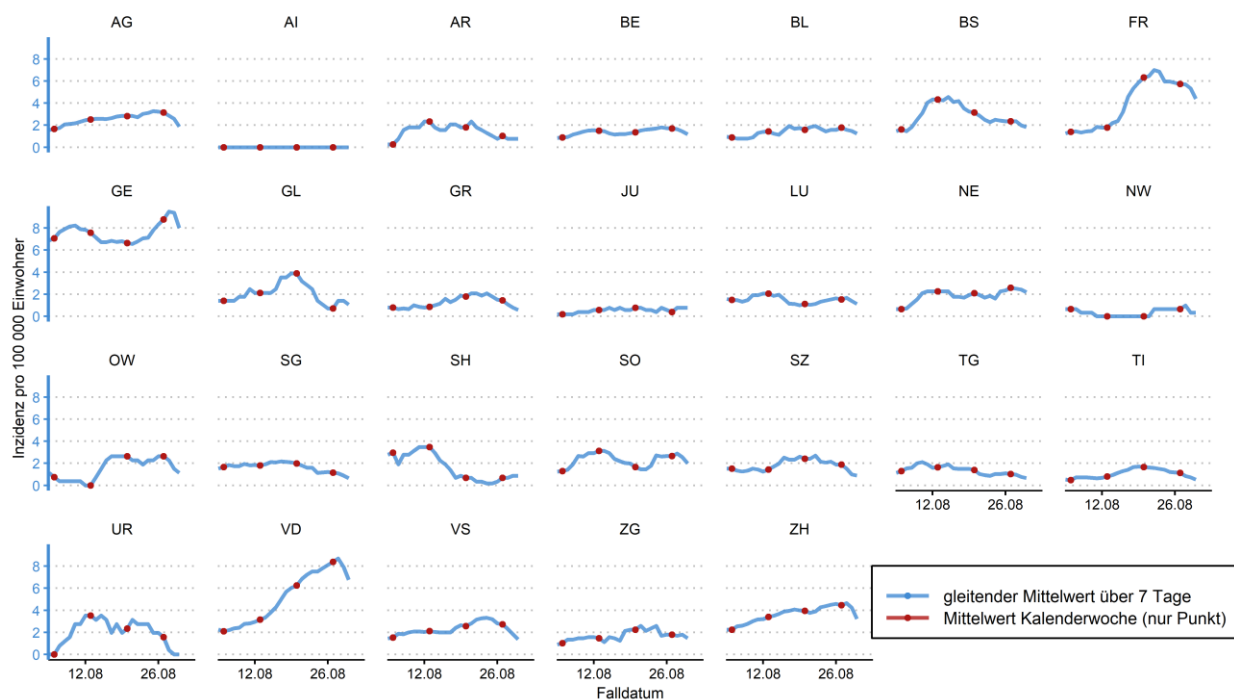 AG AI AR BE BL BS FR
8
6
4
2
0
GE GL GR JU LU NE NW
8
6
4
2
0
OW SG SH SO SZ TG TI
8
6
4
2
0
12.08 26.08 12.08 26.08
UR VD VS ZG ZH
8
6
4
2
0
12.08 26.08 12.08 26.08 12.08 26.08 12.08 26.08 12.08 26.08
Inzidenz pro 100 000 Einwohner
Falldatum
gleitender Mittelwert über 7 Tage
Mittelwert Kalenderwoche (nur Punkt)